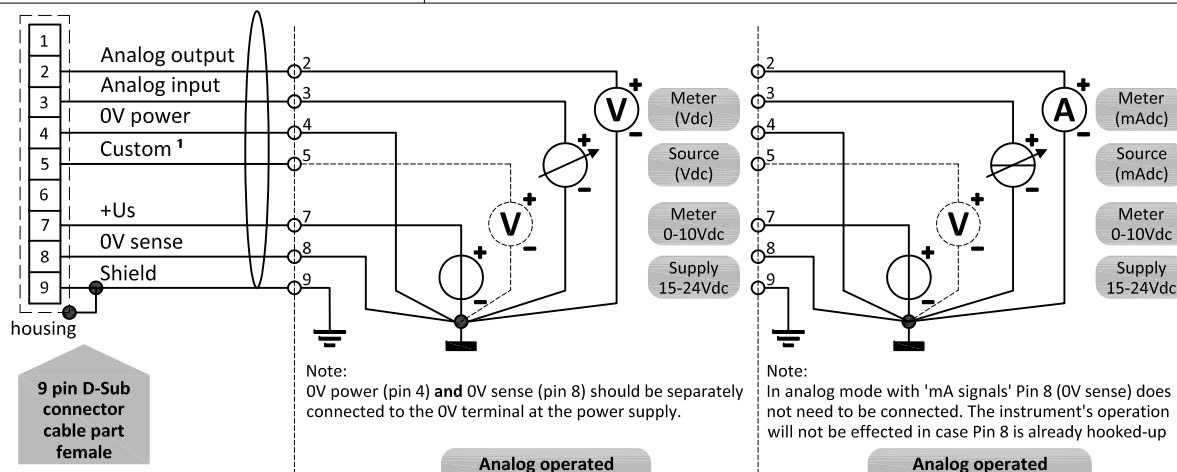 1
2
3
4
5
6
7
8
9
Analog output
Analog input
0V power
Custom ¹
+Us
0V sense
Shield
housing
9 pin D-Sub
connector
cable part
female
2
3
4
5
7
8
9
V
+
−
+
−
V
+
−
+
−
Meter
(Vdc)
Source
(Vdc)
Meter
0-10Vdc
Supply
15-24Vdc
Note:
0V power (pin 4) and 0V sense (pin 8) should be separately
connected to the 0V terminal at the power supply.
Analog operated
2
3
4
5
7
8
9
A
+
−
+
−
V
+
−
+
−
Meter
(mAdc)
Source
(mAdc)
Meter
0-10Vdc
Supply
15-24Vdc
Note:
In analog mode with 'mA signals' Pin 8 (0V sense) does
not need to be connected. The instrument's operation
will not be effected in case Pin 8 is already hooked-up
Analog operated